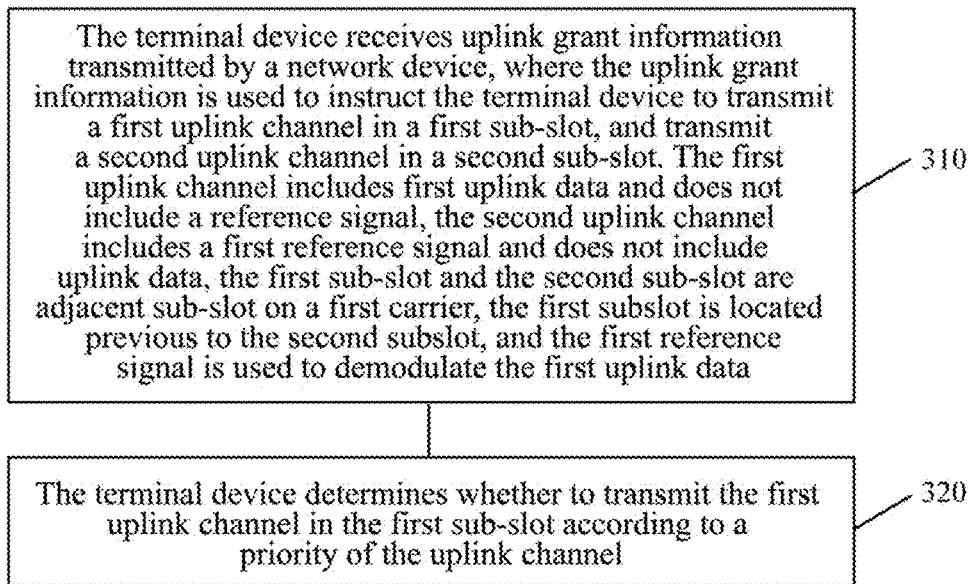 The terminal device receives uplink grant information
transmitted by a network device, where the uplink grant
information is used to instruct the terminal device to transmit
a first uplink channel in a first sub-slot, and transmit
a second uplink channel in a second sub-slot. The first
uplink channel includes first uplink data and does not
include a reference signal, the second uplink channel
includes a first reference signal and does not include
uplink data, the first sub-slot and the second sub-slot are
adjacent sub-slot on a first carrier, the first subslot is located
previous to the second subslot, and the first reference
signal is used to demodulate the first uplink data
310
The terminal device determines whether to transmit the first
uplink channel in the first sub-slot according to a
priority of the uplink channel
320